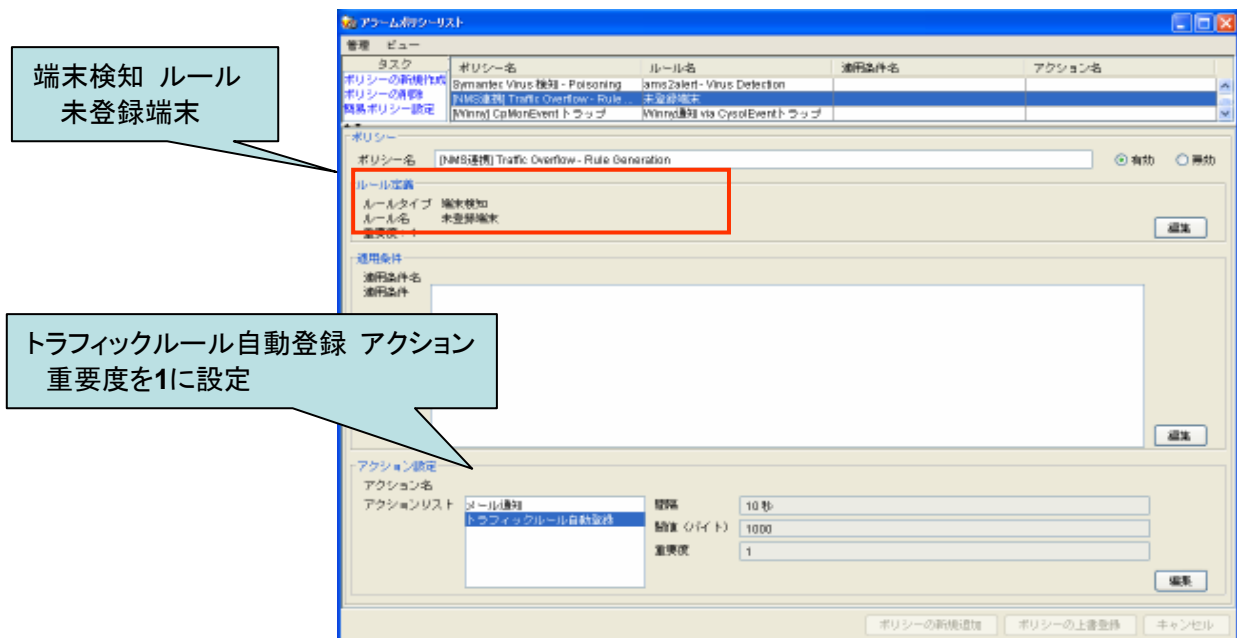 アラームポリシーリスト
管理 ビュー
タスク
ポリシーの新規作成
ポリシーの削除
簡易ポリシー設定
ポリシー名 ルール名 適用条件名 アクション名
Symantec Virus 検知 - Poisoning ams2alert- Virus Detection
[NMS連携] Traffic Overflow - Rule ... 未登録端末
[Winny] CpMonEvent トラップ Winny通知 via CysolEventトラップ
端末検知 ルール
未登録端末
ポリシー
ポリシー名 [NMS連携] Traffic Overflow - Rule Generation 有効 無効
ルール定義
ルールタイプ 端末検知
ルール名 未登録端末
重要度 : 1
編集
適用条件
適用条件名
適用条件
編集
トラフィックルール自動登録 アクション
重要度を1に設定
アクション設定
アクション名
アクションリスト メール通知
トラフィックルール自動登録
間隔 10 秒
閾値 (バイト) 1000
重要度 1
編集
ポリシーの新規追加 ポリシーの上書登録 キャンセル